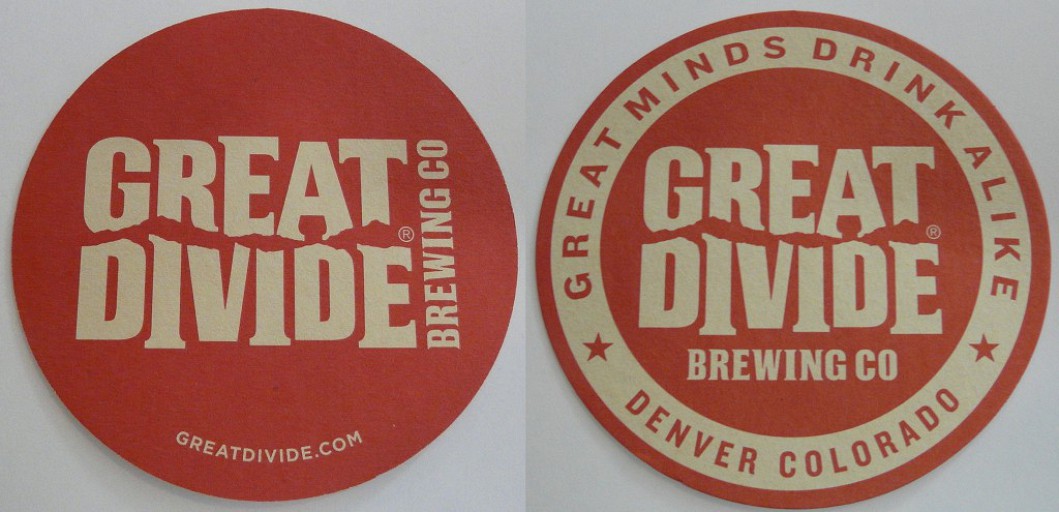 GREAT
DIVIDE®
BREWING CO
GREATDIVIDE.COM
GREAT MINDS DRINK ALIKE
GREAT
DIVIDE®
BREWING CO
DENVER COLORADO